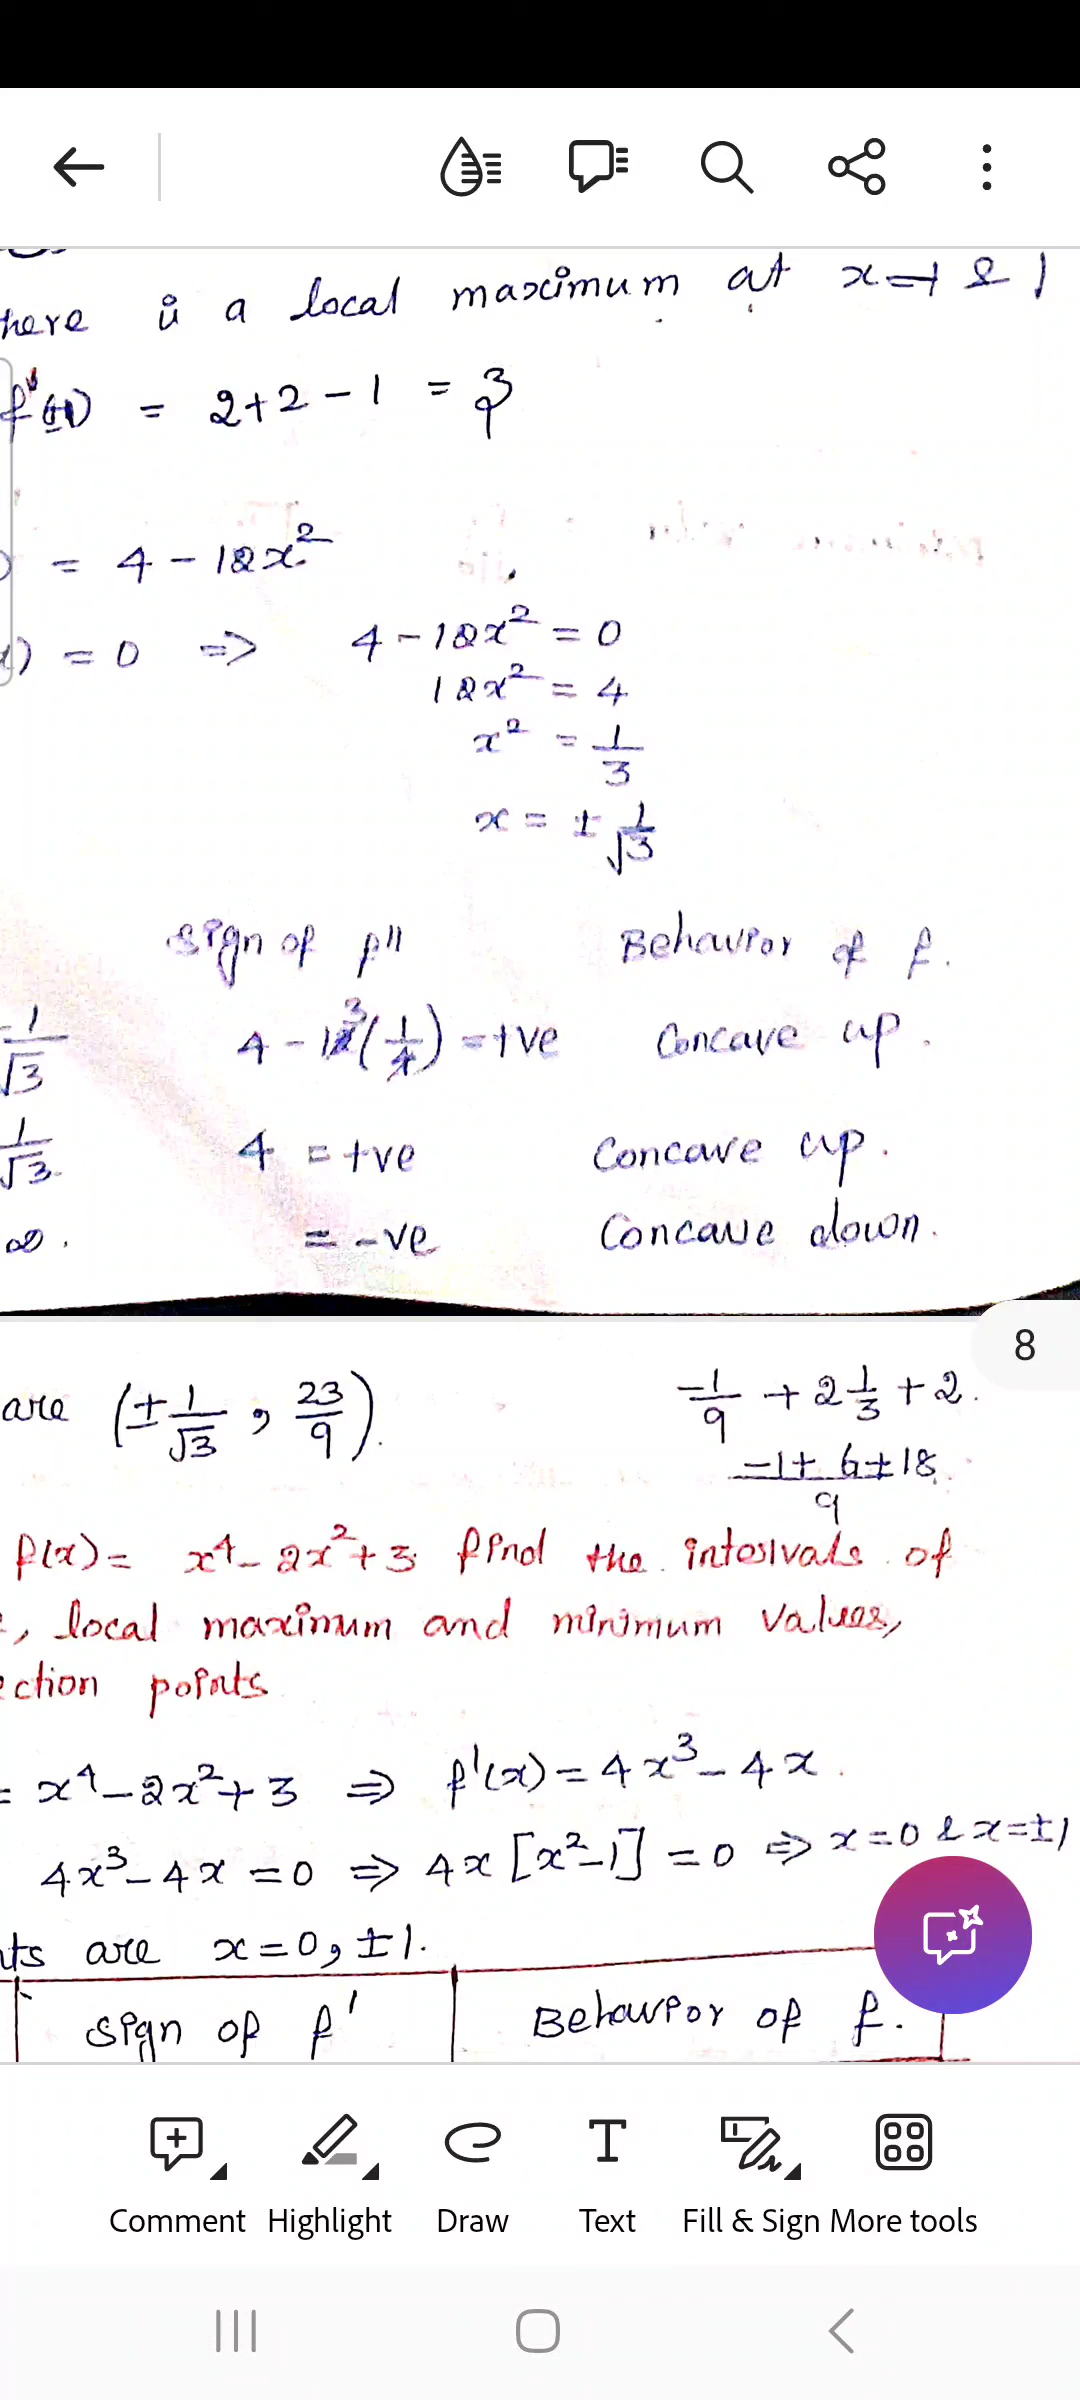 here is a local maximum at x=-1 & 1
f(±1) = 2+2-1 = 3
= 4 - 12x²
= 0 => 4-12x² = 0
12x² = 4
x² = 1/3
x = ± 1/√3
sign of f" Behavior of f.
-1/√3 4 - 12(1/4) = +ve Concave up.
1/√3 4 = +ve Concave up.
∞. = -ve Concave down.
8
are (± 1/√3, 23/9). -1/9 + 2 1/3 + 2.
-1+6+18/9
f(x) = x⁴ - 2x² + 3 find the intervals of
, local maximum and minimum values,
ction points
= x⁴ - 2x² + 3 => f'(x) = 4x³ - 4x.
4x³ - 4x = 0 => 4x[x²-1] = 0 => x=0 & x=±1
nts are x=0, ±1.
sign of f' Behavior of f.
Comment Highlight Draw Text Fill & Sign More tools